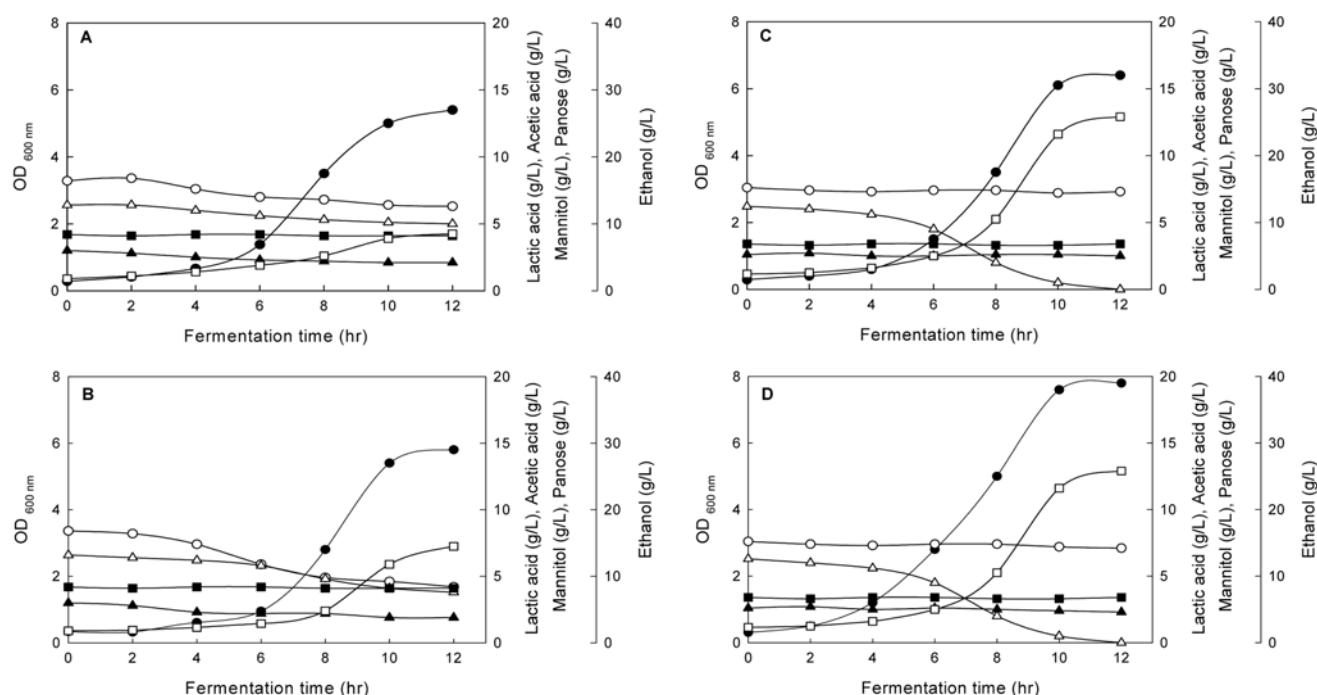 A
8
6
4
2
0
OD 600 nm
20
15
10
5
0
Lactic acid (g/L), Acetic acid (g/L)
Mannitol (g/L), Panose (g/L)
40
30
20
10
0
Ethanol (g/L)
0 2 4 6 8 10 12
Fermentation time (hr)
C
8
6
4
2
0
OD 600 nm
20
15
10
5
0
Lactic acid (g/L), Acetic acid (g/L)
Mannitol (g/L), Panose (g/L)
40
30
20
10
0
Ethanol (g/L)
0 2 4 6 8 10 12
Fermentation time (hr)
B
8
6
4
2
0
OD 600 nm
20
15
10
5
0
Lactic acid (g/L), Acetic acid (g/L)
Mannitol (g/L), Panose (g/L)
40
30
20
10
0
Ethanol (g/L)
0 2 4 6 8 10 12
Fermentation time (hr)
D
8
6
4
2
0
OD 600 nm
20
15
10
5
0
Lactic acid (g/L), Acetic acid (g/L)
Mannitol (g/L), Panose (g/L)
40
30
20
10
0
Ethanol (g/L)
0 2 4 6 8 10 12
Fermentation time (hr)